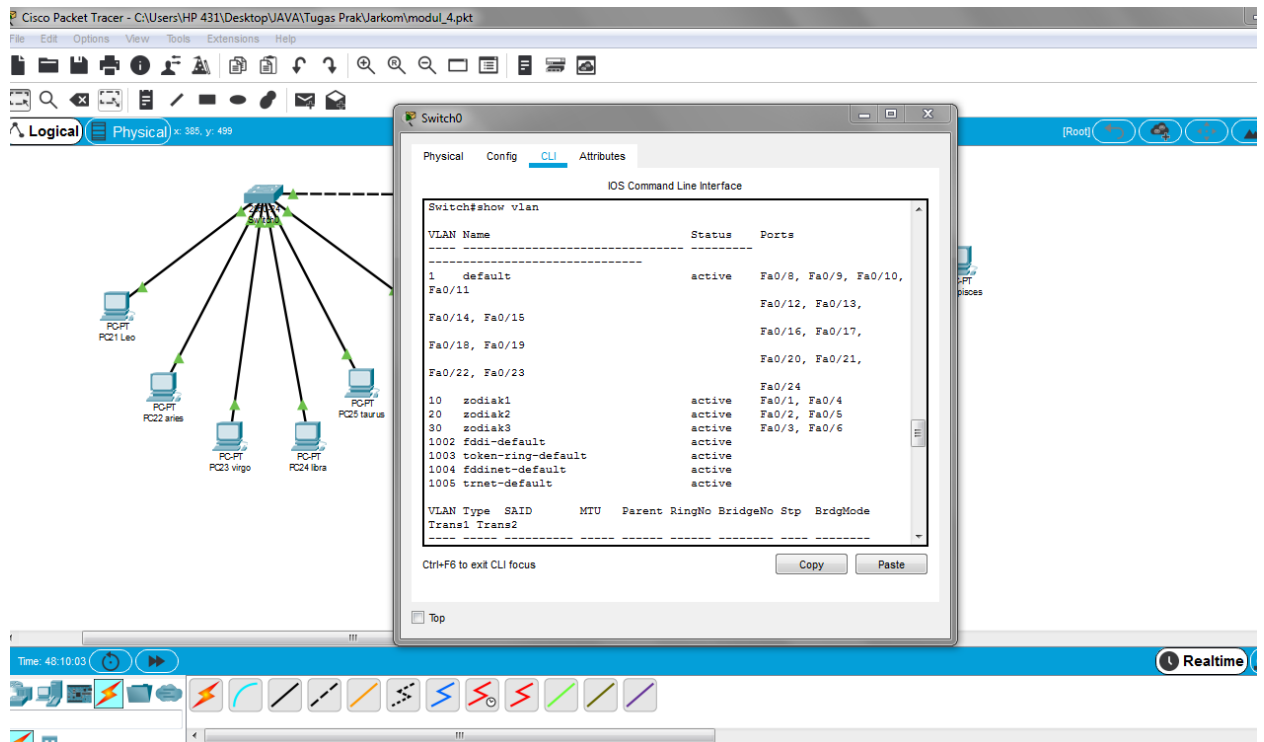 Cisco Packet Tracer - C:\Users\HP 431\Desktop\JAVA\Tugas Prak\Jarkom\modul_4.pkt
File Edit Options View Tools Extensions Help
Logical Physical x: 385, y: 499
[Root]
Switch0
Physical Config CLI Attributes
IOS Command Line Interface
Switch#show vlan
VLAN Name Status Ports
---- -------------------------------- ---------
-------------------------------
1 default active Fa0/8, Fa0/9, Fa0/10,
Fa0/11
Fa0/12, Fa0/13,
Fa0/14, Fa0/15
Fa0/16, Fa0/17,
Fa0/18, Fa0/19
Fa0/20, Fa0/21,
Fa0/22, Fa0/23
Fa0/24
10 zodiak1 active Fa0/1, Fa0/4
20 zodiak2 active Fa0/2, Fa0/5
30 zodiak3 active Fa0/3, Fa0/6
1002 fddi-default active
1003 token-ring-default active
1004 fddinet-default active
1005 trnet-default active
VLAN Type SAID MTU Parent RingNo BridgeNo Stp BrdgMode
Trans1 Trans2
---- ----- ---------- ----- ------ ------ -------- ---- --------
Ctrl+F6 to exit CLI focus
Copy Paste
Top
Switch0
PC-PT
PC21 Leo
PC-PT
PC22 aries
PC-PT
PC23 virgo
PC-PT
PC24 libra
PC-PT
PC25 taurus
pisces
Time: 48:10:03
Realtime